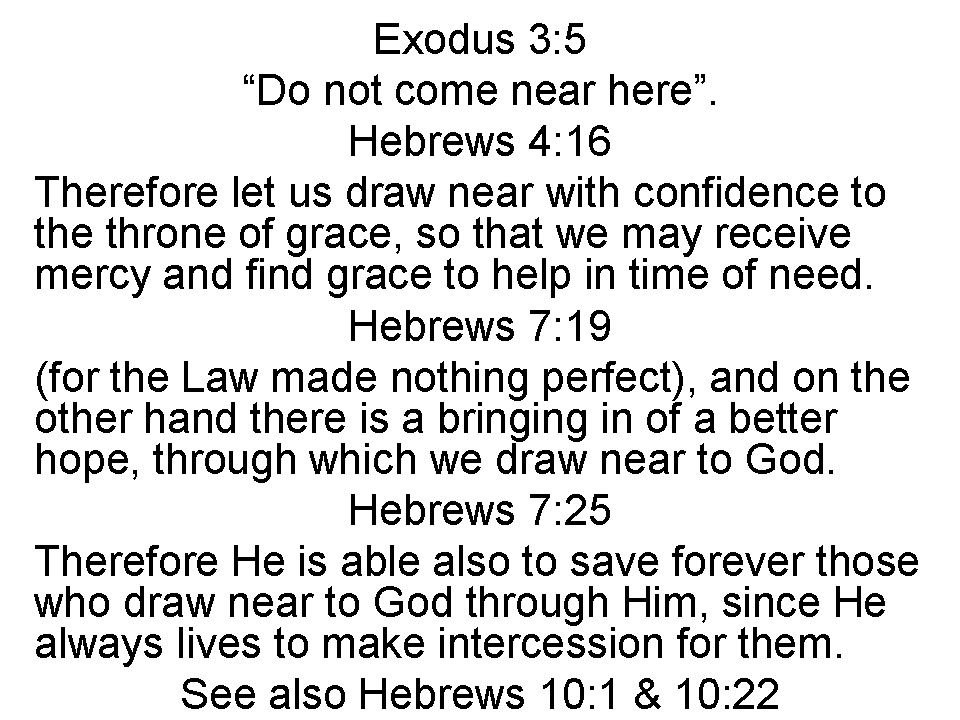 Exodus 3:5
“Do not come near here”.
Hebrews 4:16
Therefore let us draw near with confidence to
the throne of grace, so that we may receive
mercy and find grace to help in time of need.
Hebrews 7:19
(for the Law made nothing perfect), and on the
other hand there is a bringing in of a better
hope, through which we draw near to God.
Hebrews 7:25
Therefore He is able also to save forever those
who draw near to God through Him, since He
always lives to make intercession for them.
See also Hebrews 10:1 & 10:22